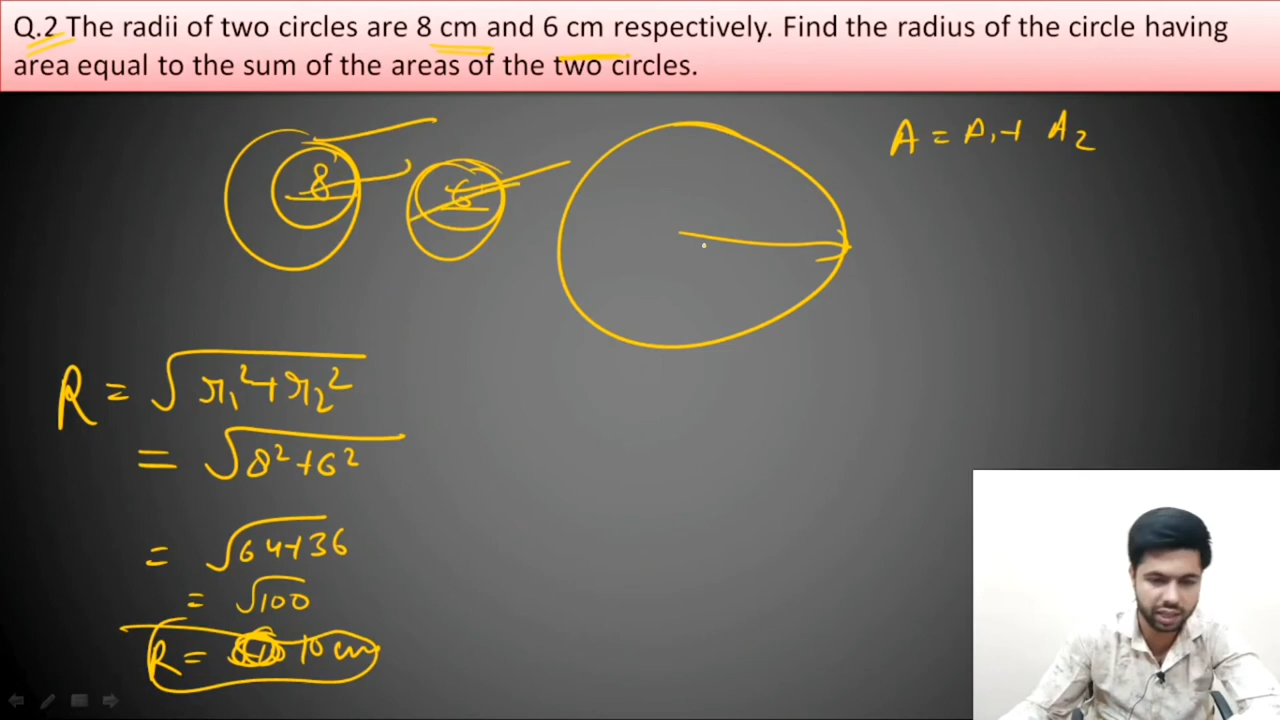 Q.2 The radii of two circles are 8 cm and 6 cm respectively. Find the radius of the circle having
area equal to the sum of the areas of the two circles.
8
6
A = A₁ + A₂
R = √r₁²+r₂²
= √8²+6²
= √64+36
= √100
R = 10 cm